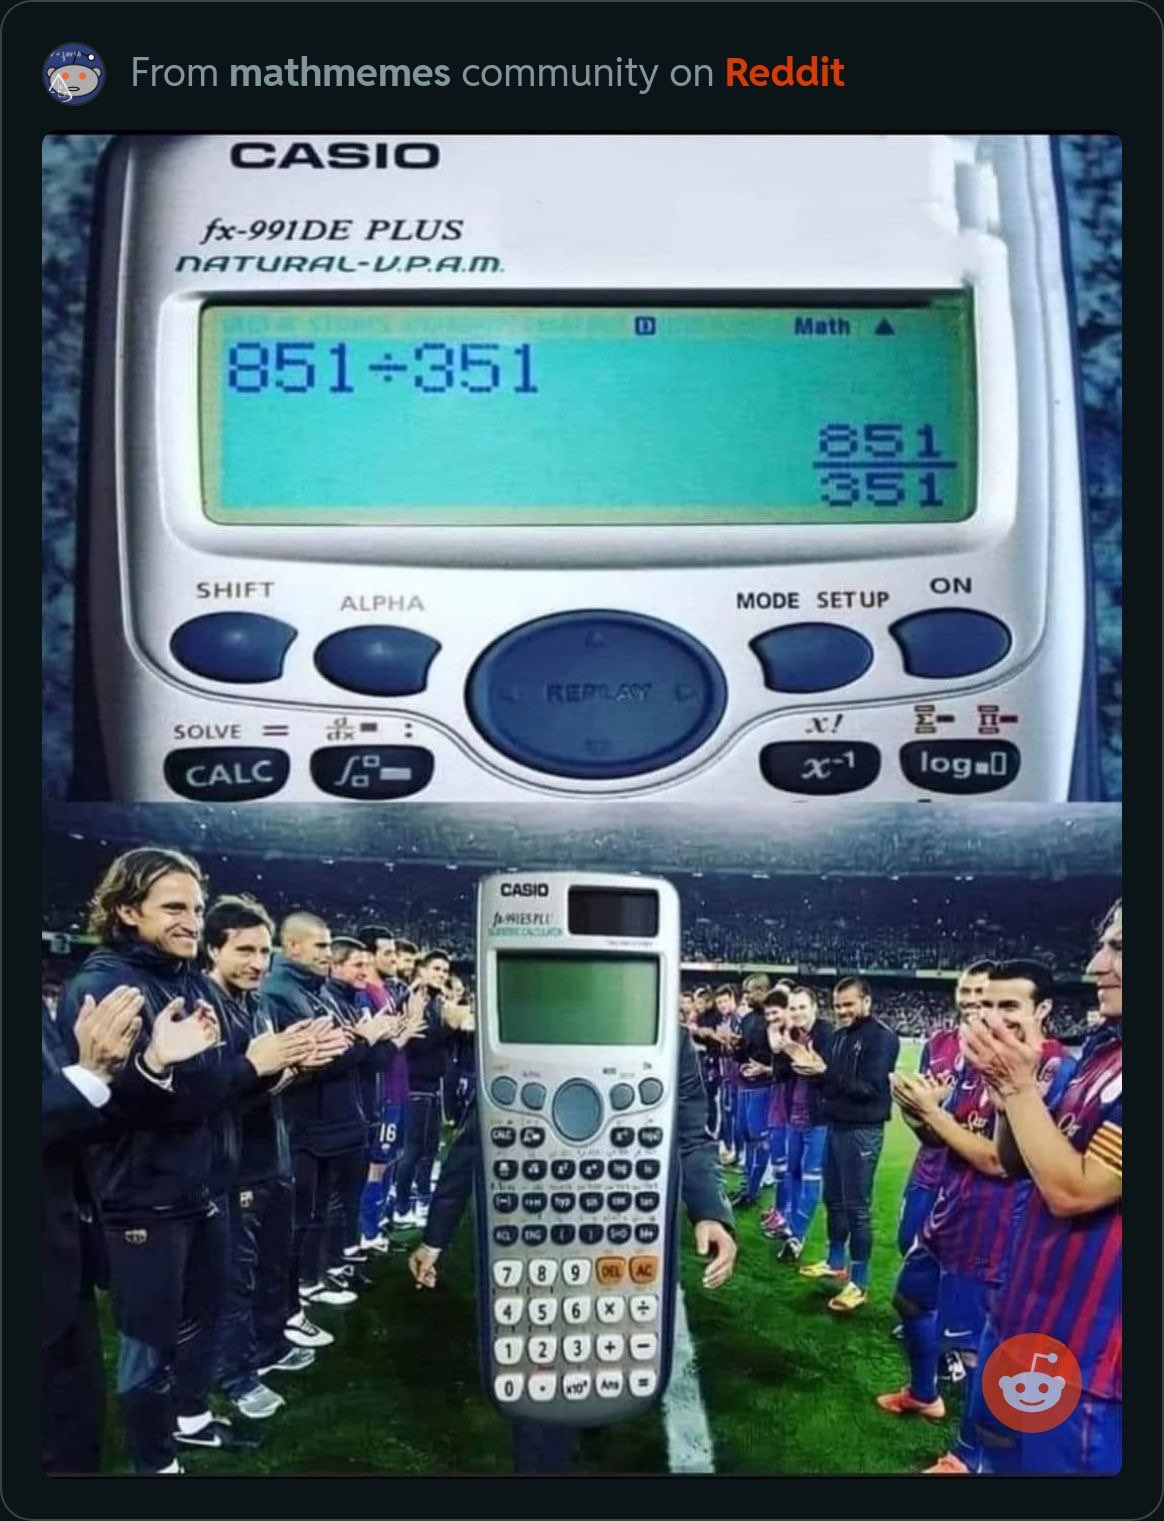 From mathmemes community on Reddit
CASIO
fx-991DE PLUS
NATURAL-V.P.A.M.
D Math ▲
851÷351
851
351
SHIFT ALPHA MODE SETUP ON
REPLAY
SOLVE = d/dx :  x! Σ Π
CALC ∫ x⁻¹ log
CASIO
16
7 8 9 DEL AC
4 5 6 × ÷
1 2 3 + −
0 . x10ˣ Ans =